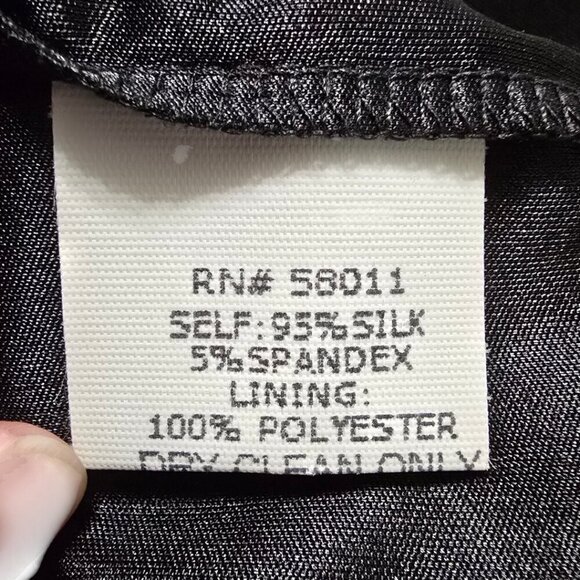 RN# 58011
SELF:95%SILK
5%SPANDEX
LINING:
100% POLYESTER
DRY CLEAN ONLY